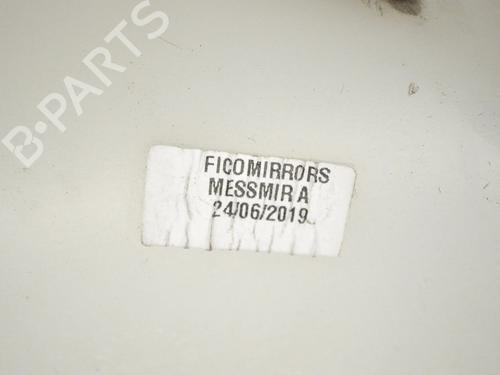 B-PARTS
FICOMIRRORS
MESSMIR A
24/06/2019